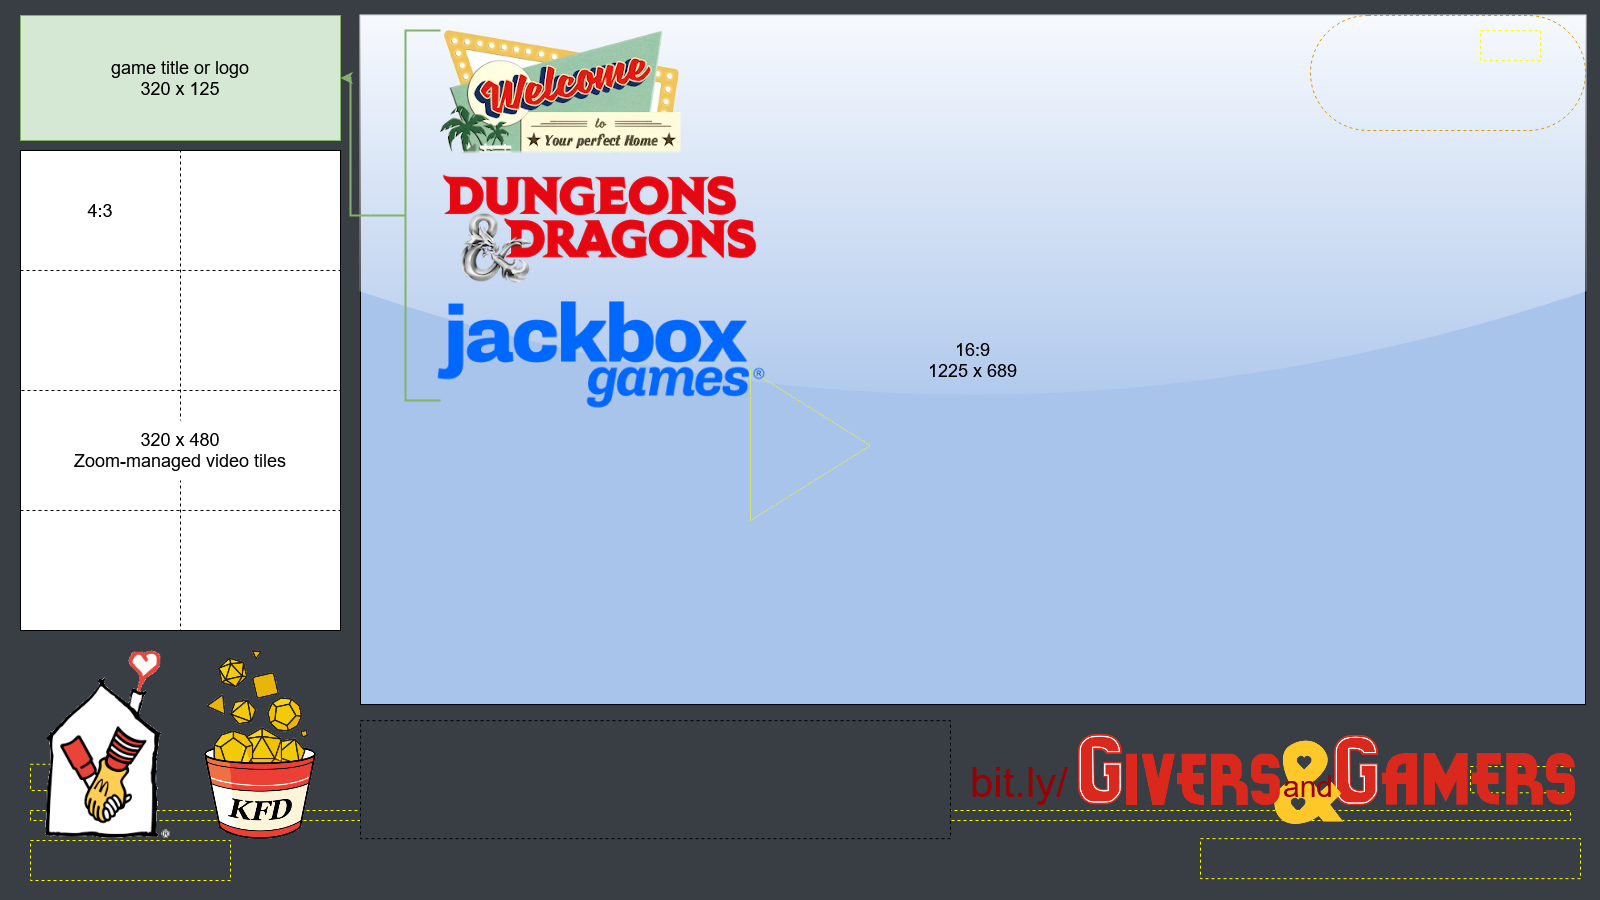 game title or logo
320 x 125
4:3
320 x 480
Zoom-managed video tiles
Welcome
to
Your perfect Home
DUNGEONS
& DRAGONS
jackbox
games®
16:9
1225 x 689
®
KFD
bit.ly/ GIVERS&GAMERS
and